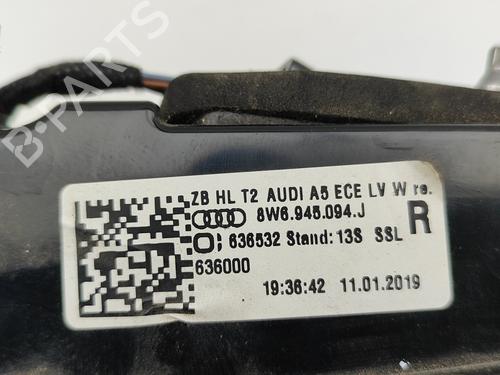 B-PARTS
ZB HL T2 AUDI A5 ECE LV W re.
8W6.945.094.J
636532 Stand: 13S SSL R
636000
19:36:42 11.01.2019